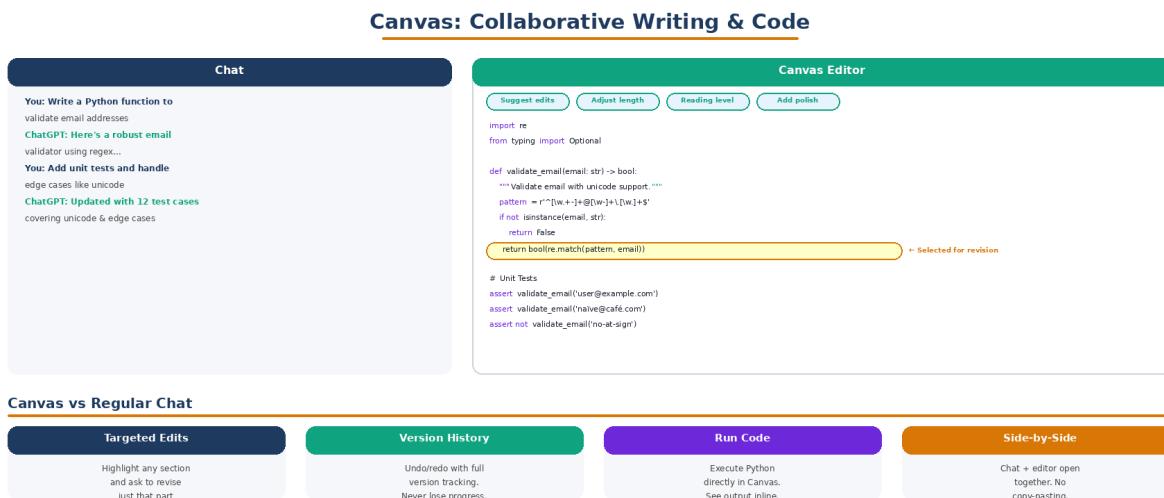 Canvas: Collaborative Writing & Code
Chat
You: Write a Python function to
validate email addresses
ChatGPT: Here's a robust email
validator using regex...
You: Add unit tests and handle
edge cases like unicode
ChatGPT: Updated with 12 test cases
covering unicode & edge cases
Canvas Editor
Suggest edits Adjust length Reading level Add polish
import re
from typing import Optional
def validate_email(email: str) -> bool:
"""Validate email with unicode support."""
pattern = r'^[\w.+-]+@[\w-]+\.[\w.]+$'
if not isinstance(email, str):
return False
return bool(re.match(pattern, email))
← Selected for revision
# Unit Tests
assert validate_email('user@example.com')
assert validate_email('naïve@café.com')
assert not validate_email('no-at-sign')
Canvas vs Regular Chat
Targeted Edits
Highlight any section
and ask to revise
just that part.
Version History
Undo/redo with full
version tracking.
Never lose progress.
Run Code
Execute Python
directly in Canvas.
See output inline.
Side-by-Side
Chat + editor open
together. No
copy-pasting.